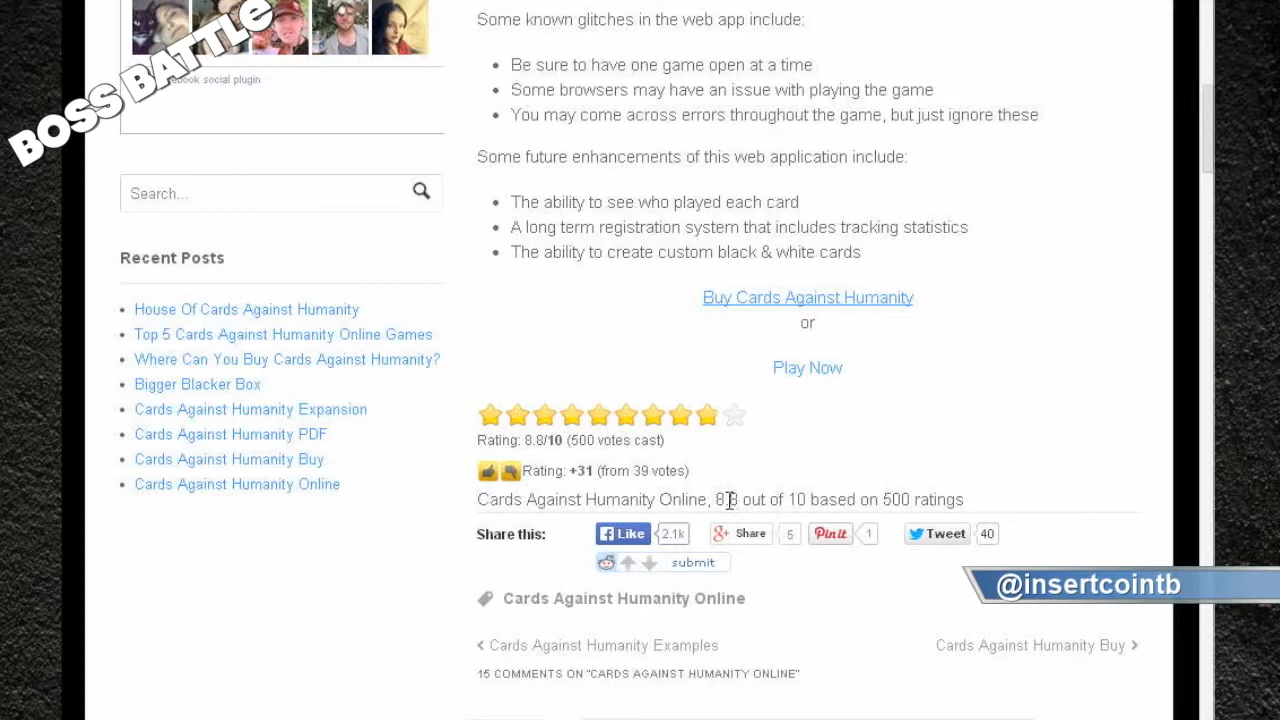 BOSS BATTLE
social plugin
Search...
Recent Posts
House Of Cards Against Humanity
Top 5 Cards Against Humanity Online Games
Where Can You Buy Cards Against Humanity?
Bigger Blacker Box
Cards Against Humanity Expansion
Cards Against Humanity PDF
Cards Against Humanity Buy
Cards Against Humanity Online
Some known glitches in the web app include:
Be sure to have one game open at a time
Some browsers may have an issue with playing the game
You may come across errors throughout the game, but just ignore these
Some future enhancements of this web application include:
The ability to see who played each card
A long term registration system that includes tracking statistics
The ability to create custom black & white cards
Buy Cards Against Humanity
or
Play Now
Rating: 8.8/10 (500 votes cast)
Rating: +31 (from 39 votes)
Cards Against Humanity Online, 8.8 out of 10 based on 500 ratings
Share this: Like 2.1k Share 5 Pin it 1 Tweet 40
submit
@insertcointb
Cards Against Humanity Online
Cards Against Humanity Examples Cards Against Humanity Buy
15 COMMENTS ON "CARDS AGAINST HUMANITY ONLINE"